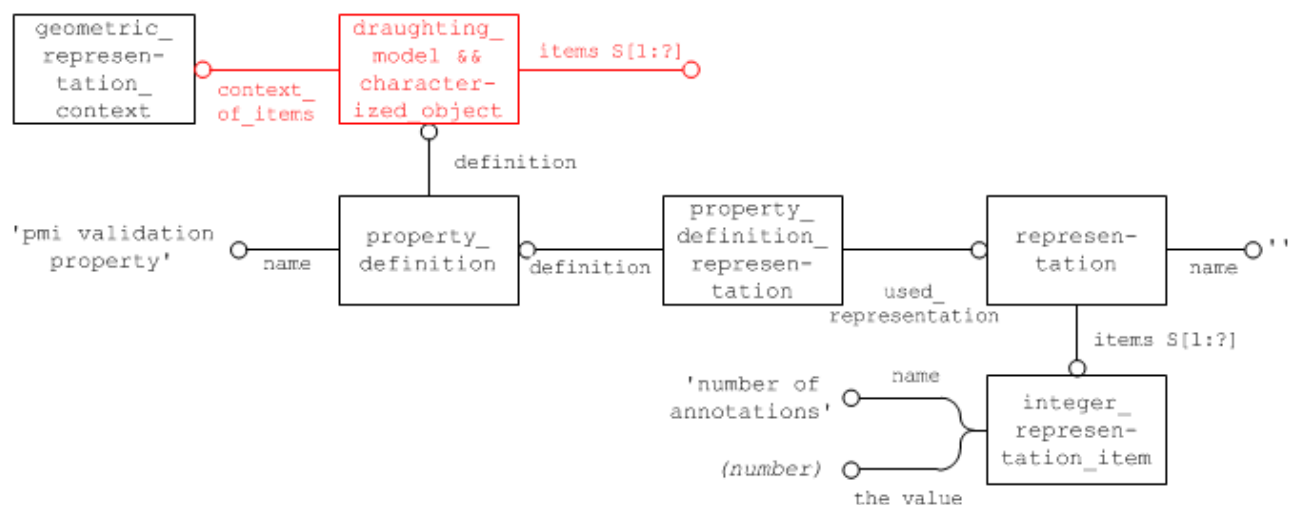 geometric_
represen-
tation_
context
context_
of_items
draughting_
model &&
character-
ized_object
items S[1:?]
definition
'pmi validation
property'
name
property_
definition
definition
property_
definition_
represen-
tation
used_
representation
represen-
tation
name
''
items S[1:?]
'number of
annotations'
name
(number)
the value
integer_
represen-
tation_item